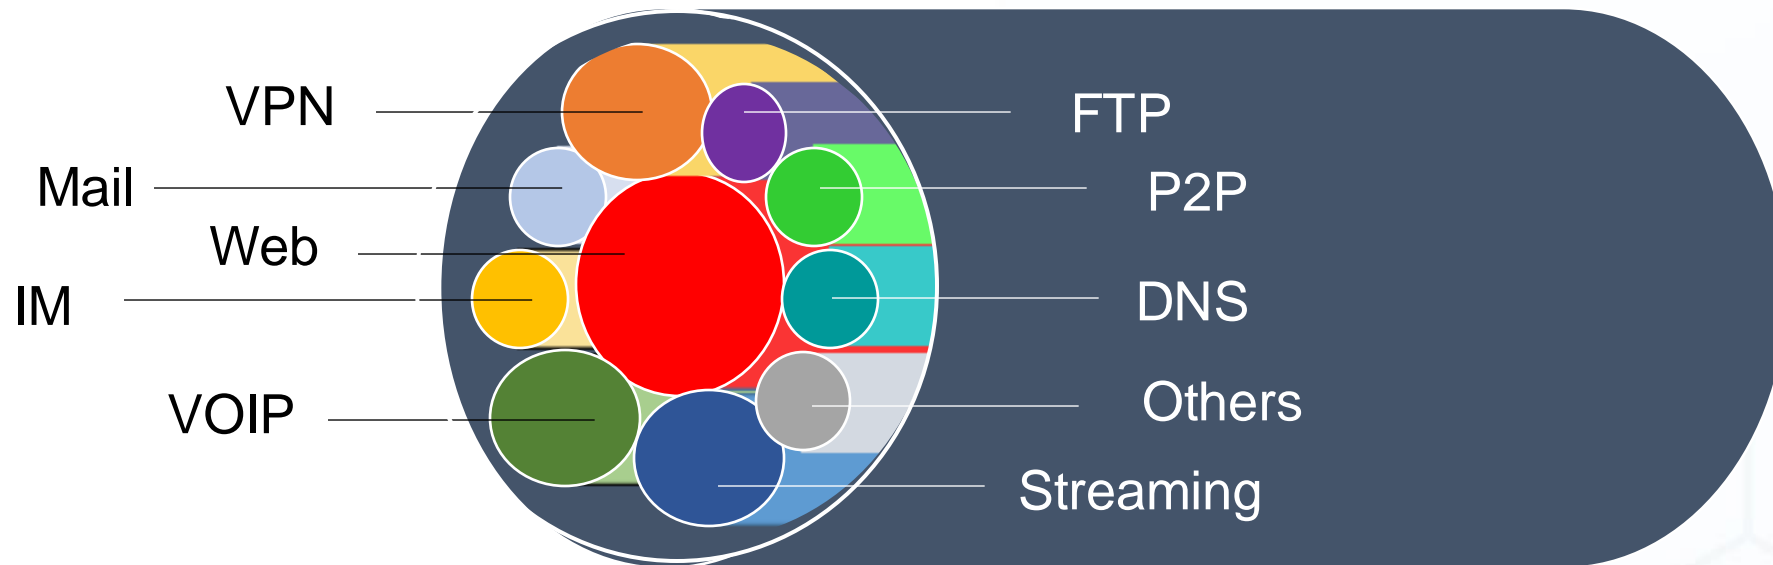 VPN
Mail
Web
IM
VOIP
FTP
P2P
DNS
Others
Streaming